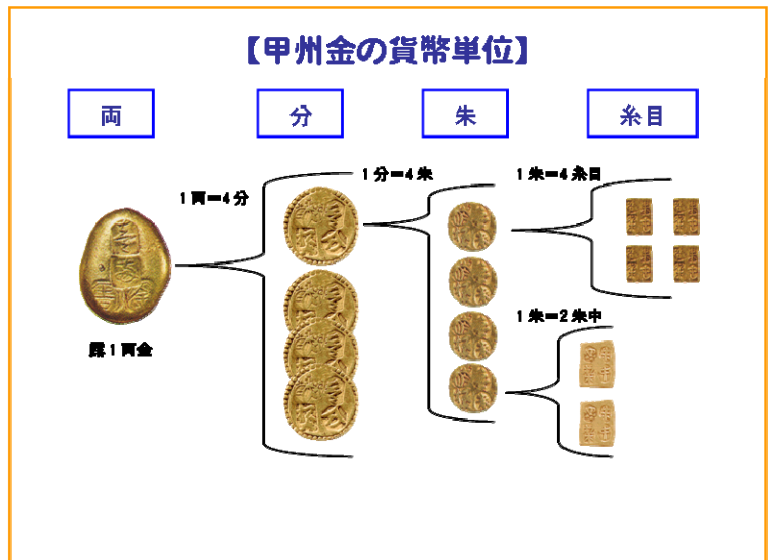 【甲州金の貨幣単位】
両
分
朱
糸目
1両=4分
1分=4朱
1朱=4糸目
1朱=2朱中
露1両金